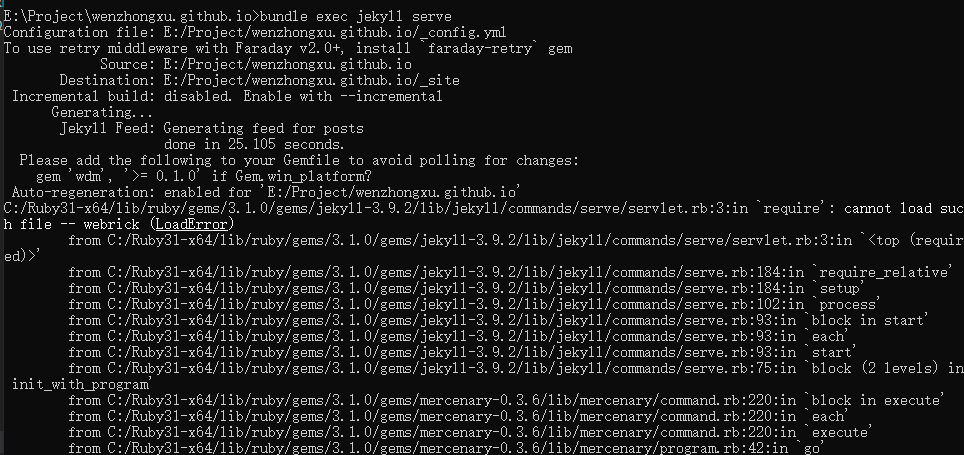 E:\Project\wenzhongxu.github.io>bundle exec jekyll serve
Configuration file: E:/Project/wenzhongxu.github.io/_config.yml
To use retry middleware with Faraday v2.0+, install `faraday-retry` gem
Source: E:/Project/wenzhongxu.github.io
Destination: E:/Project/wenzhongxu.github.io/_site
Incremental build: disabled. Enable with --incremental
Generating...
Jekyll Feed: Generating feed for posts
done in 25.105 seconds.
Please add the following to your Gemfile to avoid polling for changes:
gem 'wdm', '>= 0.1.0' if Gem.win_platform?
Auto-regeneration: enabled for 'E:/Project/wenzhongxu.github.io'
C:/Ruby31-x64/lib/ruby/gems/3.1.0/gems/jekyll-3.9.2/lib/jekyll/commands/serve/servlet.rb:3:in `require': cannot load suc
h file -- webrick (LoadError)
from C:/Ruby31-x64/lib/ruby/gems/3.1.0/gems/jekyll-3.9.2/lib/jekyll/commands/serve/servlet.rb:3:in `<top (requir
ed)>'
from C:/Ruby31-x64/lib/ruby/gems/3.1.0/gems/jekyll-3.9.2/lib/jekyll/commands/serve.rb:184:in `require_relative'
from C:/Ruby31-x64/lib/ruby/gems/3.1.0/gems/jekyll-3.9.2/lib/jekyll/commands/serve.rb:184:in `setup'
from C:/Ruby31-x64/lib/ruby/gems/3.1.0/gems/jekyll-3.9.2/lib/jekyll/commands/serve.rb:102:in `process'
from C:/Ruby31-x64/lib/ruby/gems/3.1.0/gems/jekyll-3.9.2/lib/jekyll/commands/serve.rb:93:in `block in start'
from C:/Ruby31-x64/lib/ruby/gems/3.1.0/gems/jekyll-3.9.2/lib/jekyll/commands/serve.rb:93:in `each'
from C:/Ruby31-x64/lib/ruby/gems/3.1.0/gems/jekyll-3.9.2/lib/jekyll/commands/serve.rb:93:in `start'
from C:/Ruby31-x64/lib/ruby/gems/3.1.0/gems/jekyll-3.9.2/lib/jekyll/commands/serve.rb:75:in `block (2 levels) in
init_with_program'
from C:/Ruby31-x64/lib/ruby/gems/3.1.0/gems/mercenary-0.3.6/lib/mercenary/command.rb:220:in `block in execute'
from C:/Ruby31-x64/lib/ruby/gems/3.1.0/gems/mercenary-0.3.6/lib/mercenary/command.rb:220:in `each'
from C:/Ruby31-x64/lib/ruby/gems/3.1.0/gems/mercenary-0.3.6/lib/mercenary/command.rb:220:in `execute'
from C:/Ruby31-x64/lib/ruby/gems/3.1.0/gems/mercenary-0.3.6/lib/mercenary/program.rb:42:in `go'